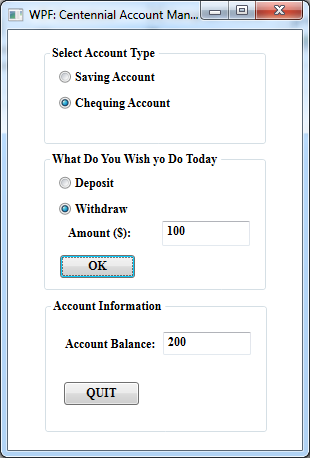 WPF: Centennial Account Man...
Select Account Type
Saving Account
Chequing Account
What Do You Wish yo Do Today
Deposit
Withdraw
Amount ($): 100
OK
Account Information
Account Balance: 200
QUIT